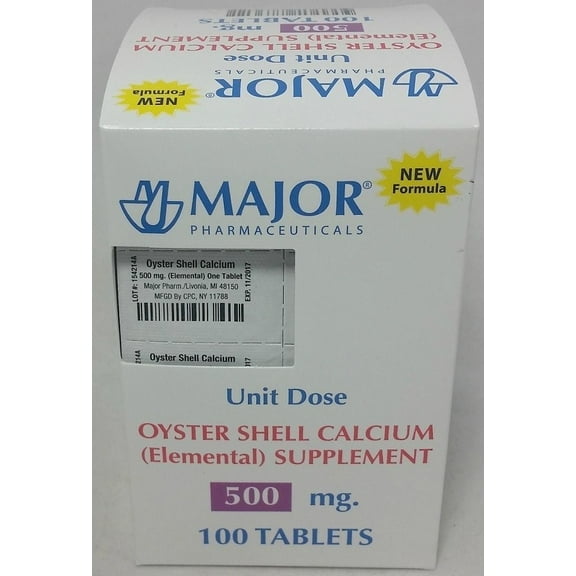 100 TABLETS
500 mg.
(Elemental) SUPPLEMENT
OYSTER SHELL CALCIUM
Unit Dose
PHARMACEUTICALS
MAJOR®
NEW
Formula
NEW
Formula
MAJOR®
PHARMACEUTICALS
Oyster Shell Calcium
500 mg. (Elemental) One Tablet
Major Pharm./Livonia, MI 48150
MFGD By CPC, NY 11788
LOT#: 154214A
EXP. 11/2017
214A
Oyster Shell Calcium
017
Unit Dose
OYSTER SHELL CALCIUM
(Elemental) SUPPLEMENT
500 mg.
100 TABLETS